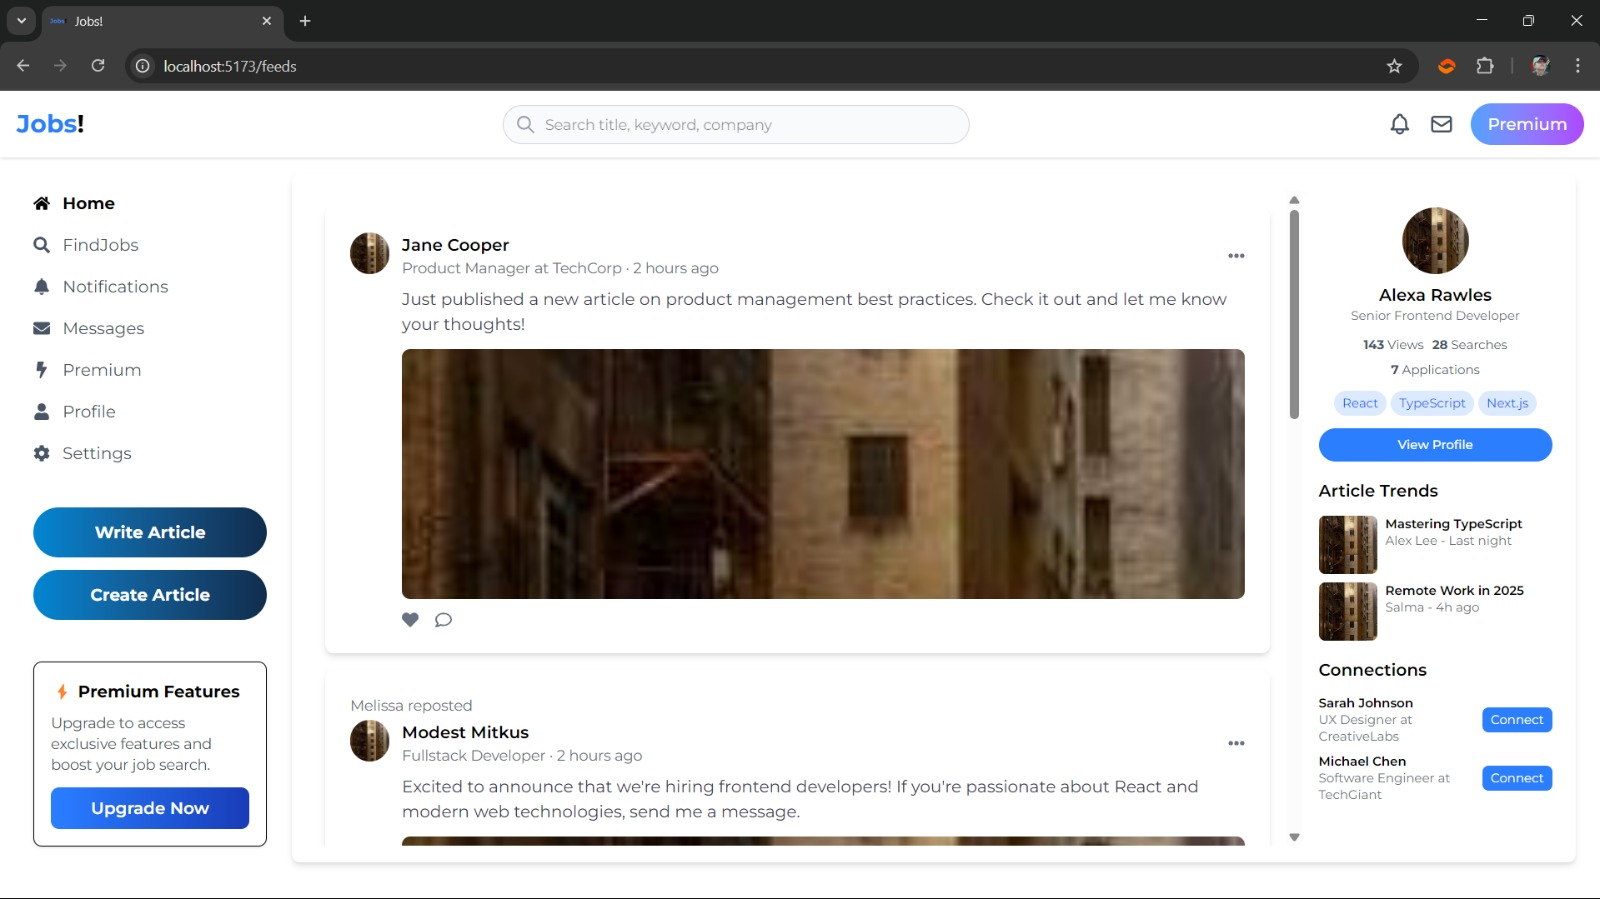 Jobs!
localhost:5173/feeds
Jobs!
Search title, keyword, company
Premium
Home
FindJobs
Notifications
Messages
Premium
Profile
Settings
Write Article
Create Article
Premium Features
Upgrade to access
exclusive features and
boost your job search.
Upgrade Now
Jane Cooper
Product Manager at TechCorp · 2 hours ago
Just published a new article on product management best practices. Check it out and let me know
your thoughts!
Melissa reposted
Modest Mitkus
Fullstack Developer · 2 hours ago
Excited to announce that we're hiring frontend developers! If you're passionate about React and
modern web technologies, send me a message.
Alexa Rawles
Senior Frontend Developer
143 Views 28 Searches
7 Applications
React TypeScript Next.js
View Profile
Article Trends
Mastering TypeScript
Alex Lee - Last night
Remote Work in 2025
Salma - 4h ago
Connections
Sarah Johnson
UX Designer at
CreativeLabs
Connect
Michael Chen
Software Engineer at
TechGiant
Connect